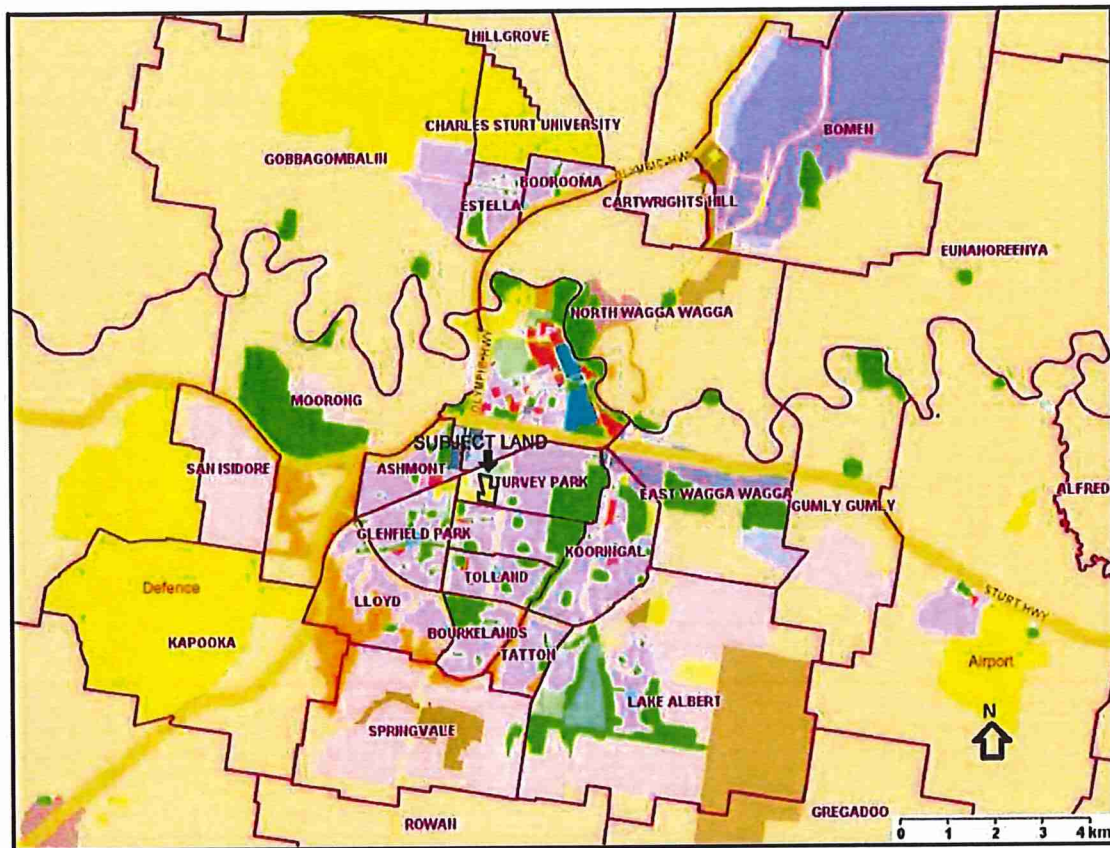 HILLGROVE
CHARLES STURT UNIVERSITY
BOMEN
GOBBAGOMBALIN
BOOROOMA
OLYMPIC HWY
ESTELLA
CARTWRIGHTS HILL
EUNANOREENYA
NORTH WAGGA WAGGA
OLYMPIC HWY
MOORONG
SUBJECT LAND
SAN ISIDORE
ASHMONT
TURVEY PARK
EAST WAGGA WAGGA
GUMLY GUMLY
ALFRED
GLENFIELD PARK
KOORINGAL
TOLLAND
Defence
LLOYD
STURT HWY
KAPOOKA
BOURKELANDS
TATTON
Airport
LAKE ALBERT
SPRINGVALE
N
ROWAN
GREGADOO
0 1 2 3 4 km